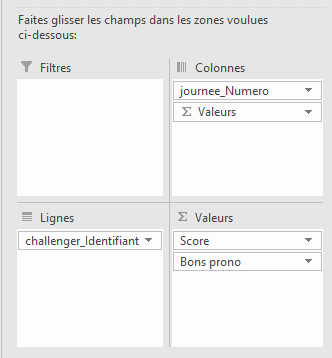 Faites glisser les champs dans les zones voulues
ci-dessous:
Filtres
Colonnes
journee_Numero
Σ Valeurs
Lignes
Σ Valeurs
challenger_Identifiant
Score
Bons prono